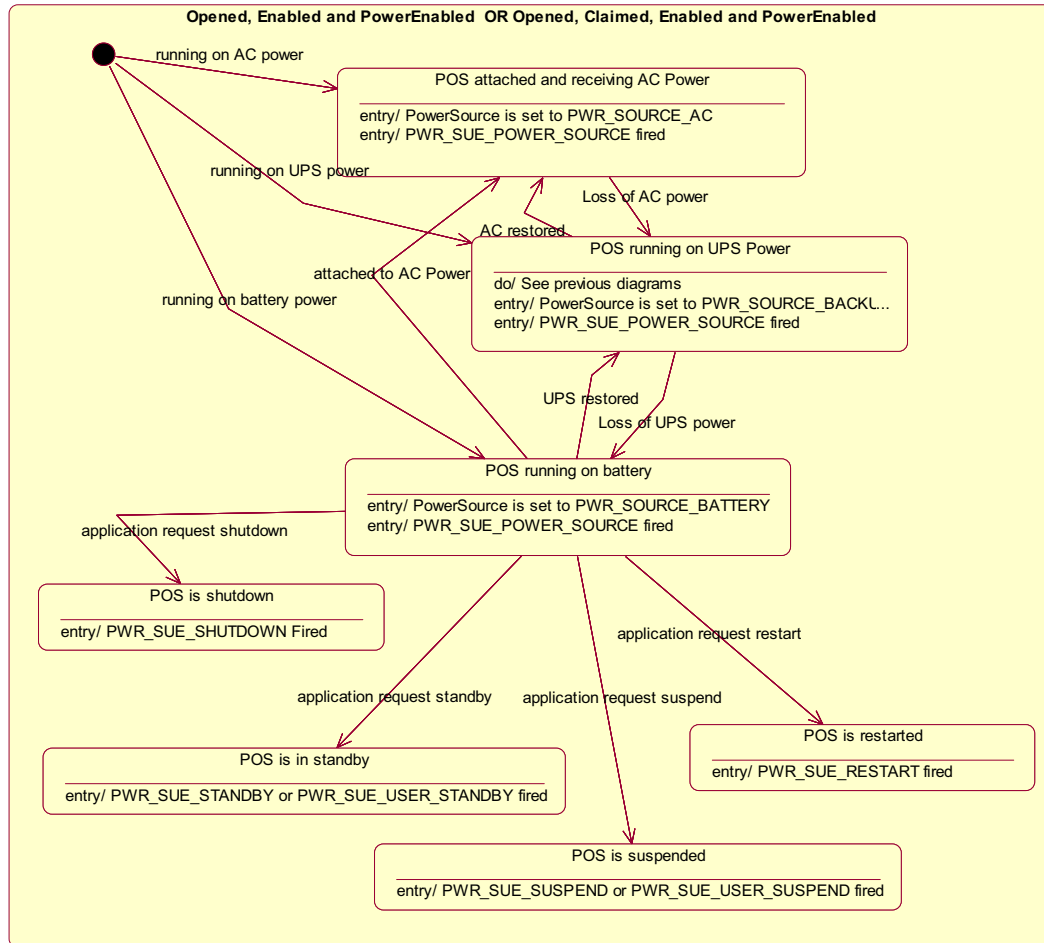 Opened, Enabled and PowerEnabled OR Opened, Claimed, Enabled and PowerEnabled
running on AC power
POS attached and receiving AC Power
entry/ PowerSource is set to PWR_SOURCE_AC
entry/ PWR_SUE_POWER_SOURCE fired
running on UPS power
Loss of AC power
AC restored
POS running on UPS Power
do/ See previous diagrams
entry/ PowerSource is set to PWR_SOURCE_BACKU...
entry/ PWR_SUE_POWER_SOURCE fired
attached to AC Power
running on battery power
UPS restored
Loss of UPS power
POS running on battery
entry/ PowerSource is set to PWR_SOURCE_BATTERY
entry/ PWR_SUE_POWER_SOURCE fired
application request shutdown
POS is shutdown
entry/ PWR_SUE_SHUTDOWN Fired
application request restart
application request standby
application request suspend
POS is restarted
entry/ PWR_SUE_RESTART fired
POS is in standby
entry/ PWR_SUE_STANDBY or PWR_SUE_USER_STANDBY fired
POS is suspended
entry/ PWR_SUE_SUSPEND or PWR_SUE_USER_SUSPEND fired